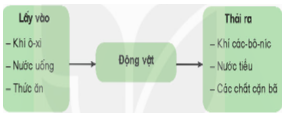 Lấy vào
– Khí ô-xi
– Nước uống
– Thức ăn
Động vật
Thải ra
– Khí các-bô-níc
– Nước tiểu
– Các chất cặn bã